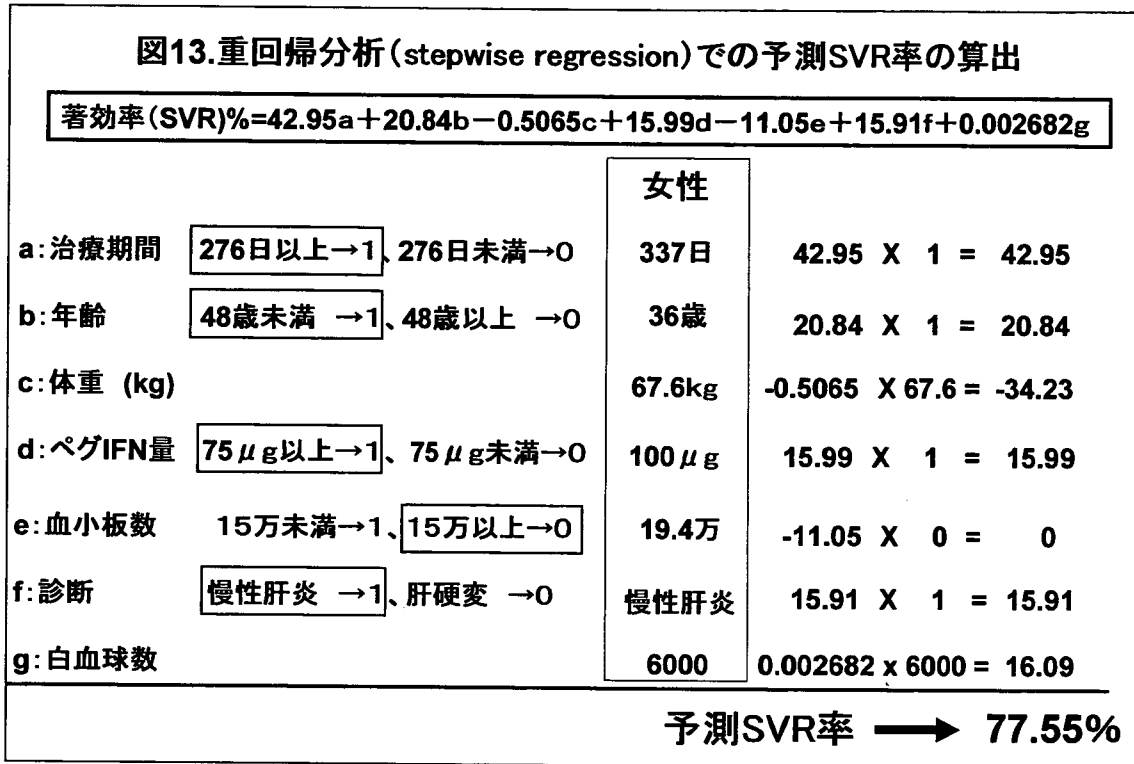 図13.重回帰分析(stepwise regression)での予測SVR率の算出
著効率(SVR)%=42.95a+20.84b−0.5065c+15.99d−11.05e+15.91f+0.002682g
女性
a:治療期間 276日以上→1、276日未満→0 337日 42.95 X 1 = 42.95
b:年齢 48歳未満 →1、48歳以上 →0 36歳 20.84 X 1 = 20.84
c:体重 (kg) 67.6kg -0.5065 X 67.6 = -34.23
d:ペグIFN量 75μg以上→1、75μg未満→0 100μg 15.99 X 1 = 15.99
e:血小板数 15万未満→1、15万以上→0 19.4万 -11.05 X 0 = 0
f:診断 慢性肝炎 →1、肝硬変 →0 慢性肝炎 15.91 X 1 = 15.91
g:白血球数 6000 0.002682 x 6000 = 16.09
予測SVR率 → 77.55%